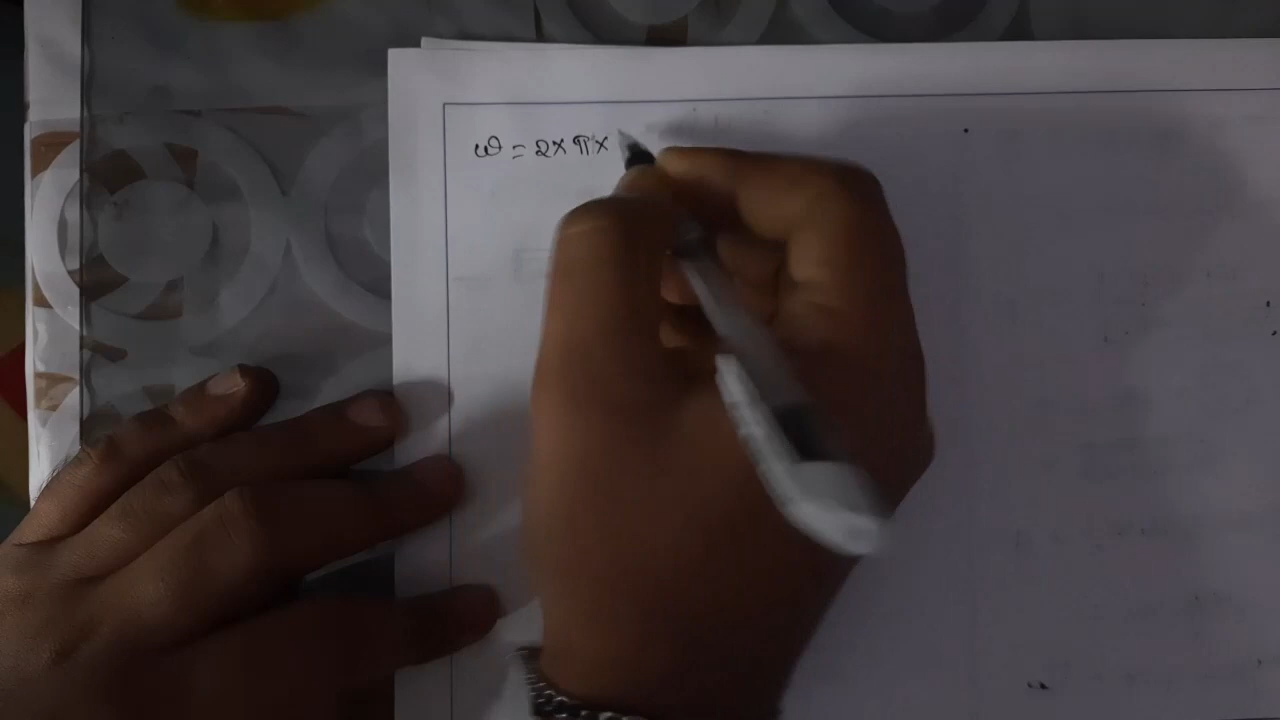 ω = 2×π×